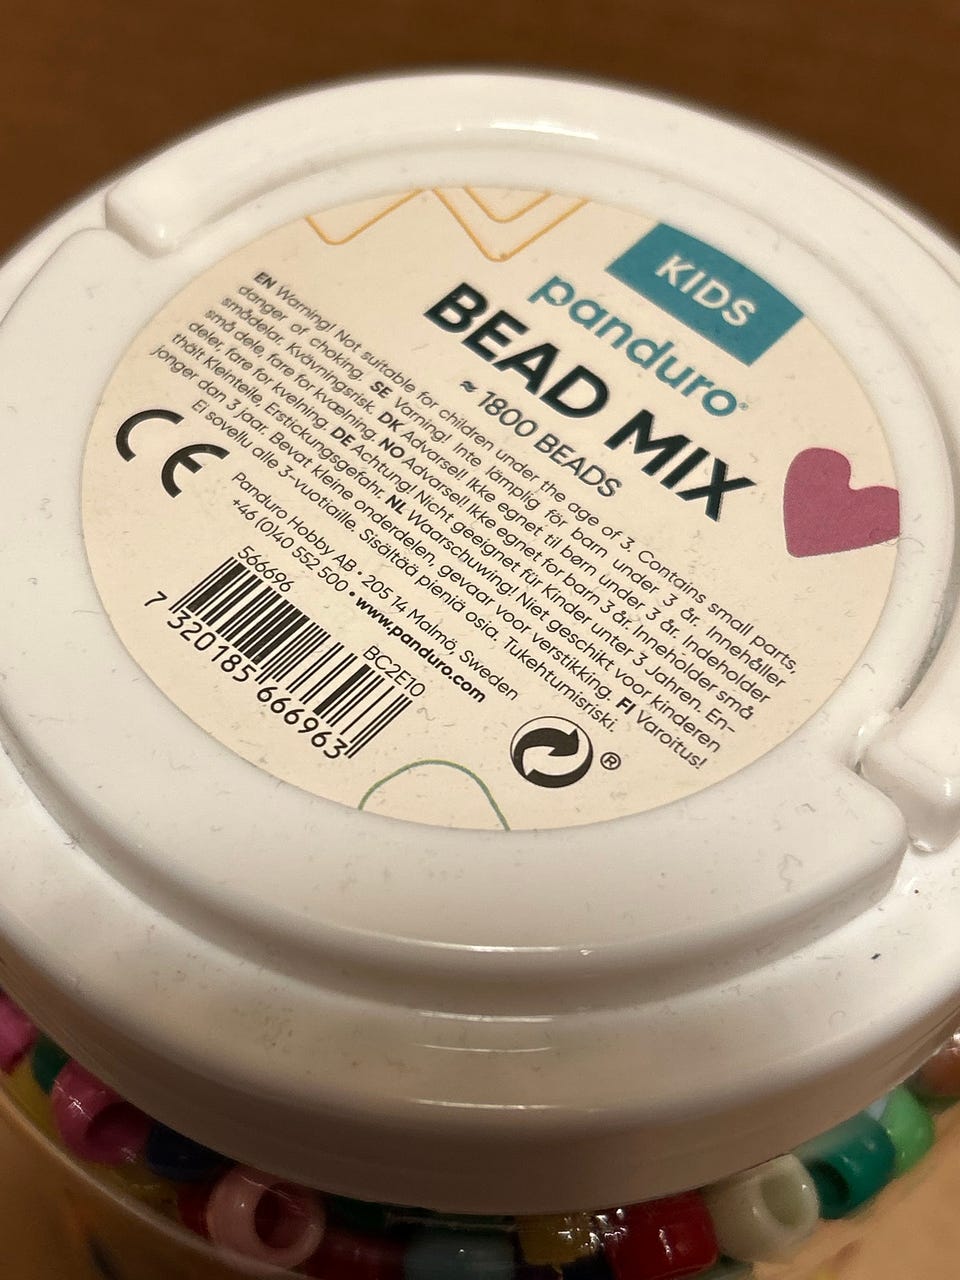 KIDS
panduro®
BEAD MIX
≈ 1800 BEADS
EN Warning! Not suitable for children under the age of 3. Contains small parts,
danger of choking. SE Varning! Inte lämplig för barn under 3 år. Innehåller
smådelar. Kvävningsrisk. DK Advarsel! Ikke egnet til børn under 3 år. Indeholder
små dele, fare for kvælning. NO Advarsel! Ikke egnet for barn 3 år. Inneholder små
deler, fare for kvelning. DE Achtung! Nicht geeignet für Kinder unter 3 Jahren. En-
thält Kleinteile. Erstickungsgefahr. NL Waarschuwing! Niet geschikt voor kinderen
jonger dan 3 jaar. Bevat kleine onderdelen, gevaar voor verstikking. FI Varoitus!
Ei sovellu alle 3-vuotiaille. Sisältää pieniä osia. Tukehtumisriski.
CE
Panduro Hobby AB • 205 14 Malmö, Sweden
+46 (0)40 552 500 • www.panduro.com
566696
BC2E10
7 320185 666963
®